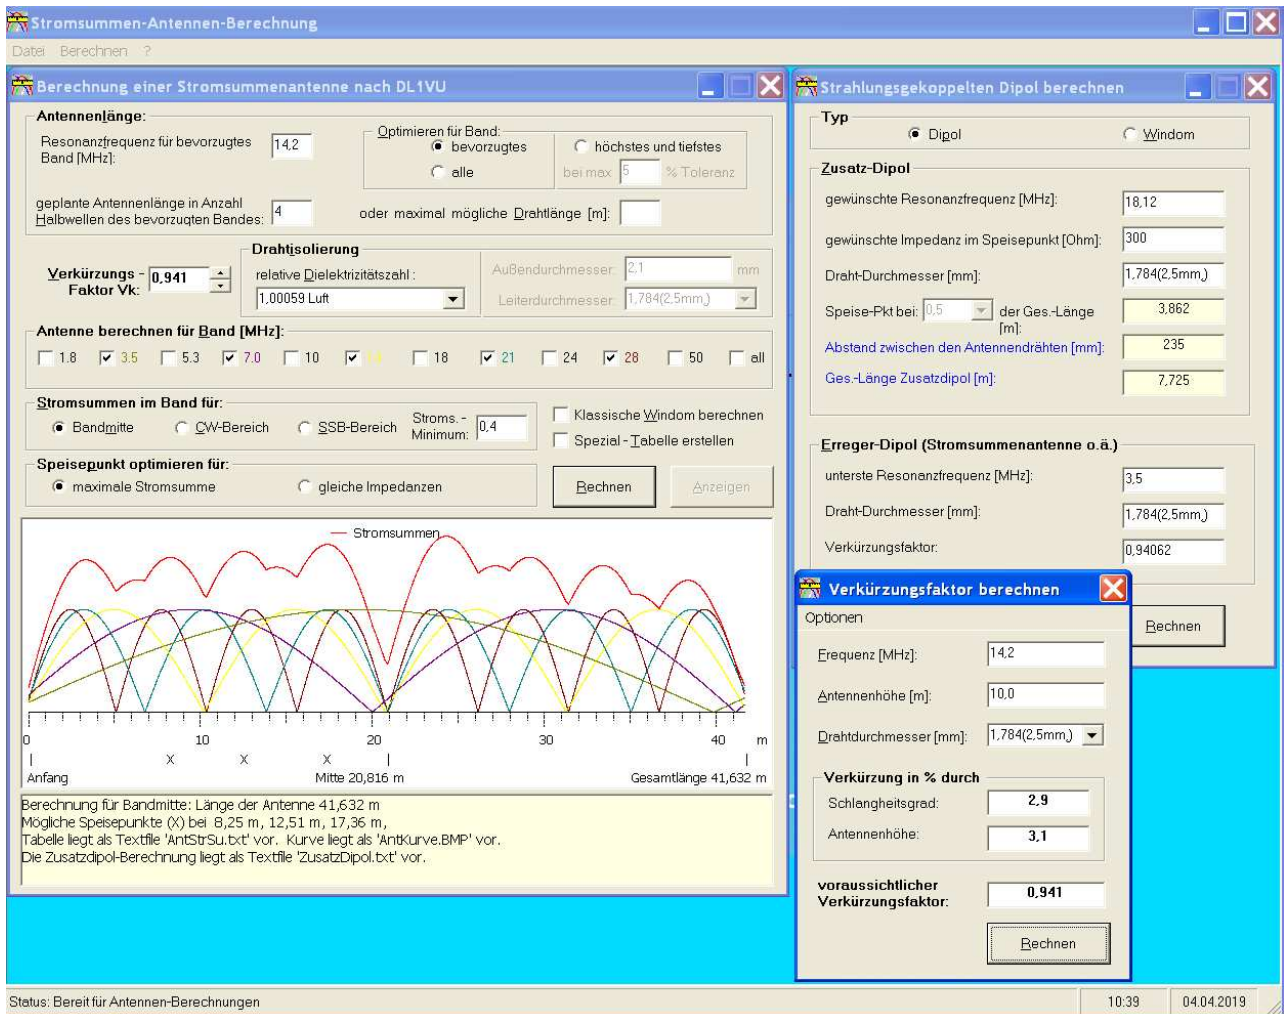 Stromsummen-Antennen-Berechnung
Datei Berechnen ?
Berechnung einer Stromsummenantenne nach DL1VU
Antennenlänge:
Resonanzfrequenz für bevorzugtes
Band [MHz]:
14,2
Optimieren für Band:
bevorzugtes
höchstes und tiefstes
alle
bei max 5 % Toleranz
geplante Antennenlänge in Anzahl
Halbwellen des bevorzugten Bandes:
4
oder maximal mögliche Drahtlänge [m]:
Verkürzungs -
Faktor Vk:
0,941
Drahtisolierung
relative Dielektrizitätszahl :
1,00059 Luft
Außendurchmesser: 2,1 mm
Leiterdurchmesser: 1,784(2,5mm,)
Antenne berechnen für Band [MHz]:
1.8 3.5 5.3 7.0 10 14 18 21 24 28 50 all
Stromsummen im Band für:
Bandmitte CW-Bereich SSB-Bereich
Stroms. -
Minimum: 0,4
Klassische Windom berechnen
Spezial - Tabelle erstellen
Speisepunkt optimieren für:
maximale Stromsumme gleiche Impedanzen
Rechnen Anzeigen
Stromsummen
0 10 20 30 40 m
X X X
Anfang Mitte 20,816 m Gesamtlänge 41,632 m
Berechnung für Bandmitte: Länge der Antenne 41,632 m
Mögliche Speisepunkte (X) bei 8,25 m, 12,51 m, 17,36 m,
Tabelle liegt als Textfile 'AntStrSu.txt' vor. Kurve liegt als 'AntKurve.BMP' vor.
Die Zusatzdipol-Berechnung liegt als Textfile 'ZusatzDipol.txt' vor.
Strahlungsgekoppelten Dipol berechnen
Typ
Dipol Windom
Zusatz-Dipol
gewünschte Resonanzfrequenz [MHz]: 18,12
gewünschte Impedanz im Speisepunkt [Ohm]: 300
Draht-Durchmesser [mm]: 1,784(2,5mm,)
Speise-Pkt bei: 0,5 der Ges.-Länge
[m]:
3,862
Abstand zwischen den Antennendrähten [mm]: 235
Ges.-Länge Zusatzdipol [m]: 7,725
Erreger-Dipol (Stromsummenantenne o.ä.)
unterste Resonanzfrequenz [MHz]: 3,5
Draht-Durchmesser [mm]: 1,784(2,5mm,)
Verkürzungsfaktor: 0,94062
Rechnen
Verkürzungsfaktor berechnen
Optionen
Frequenz [MHz]: 14,2
Antennenhöhe [m]: 10,0
Drahtdurchmesser [mm]: 1,784(2,5mm,)
Verkürzung in % durch
Schlangheitsgrad: 2,9
Antennenhöhe: 3,1
voraussichtlicher
Verkürzungsfaktor:
0,941
Rechnen
Status: Bereit für Antennen-Berechnungen
10:39 04.04.2019